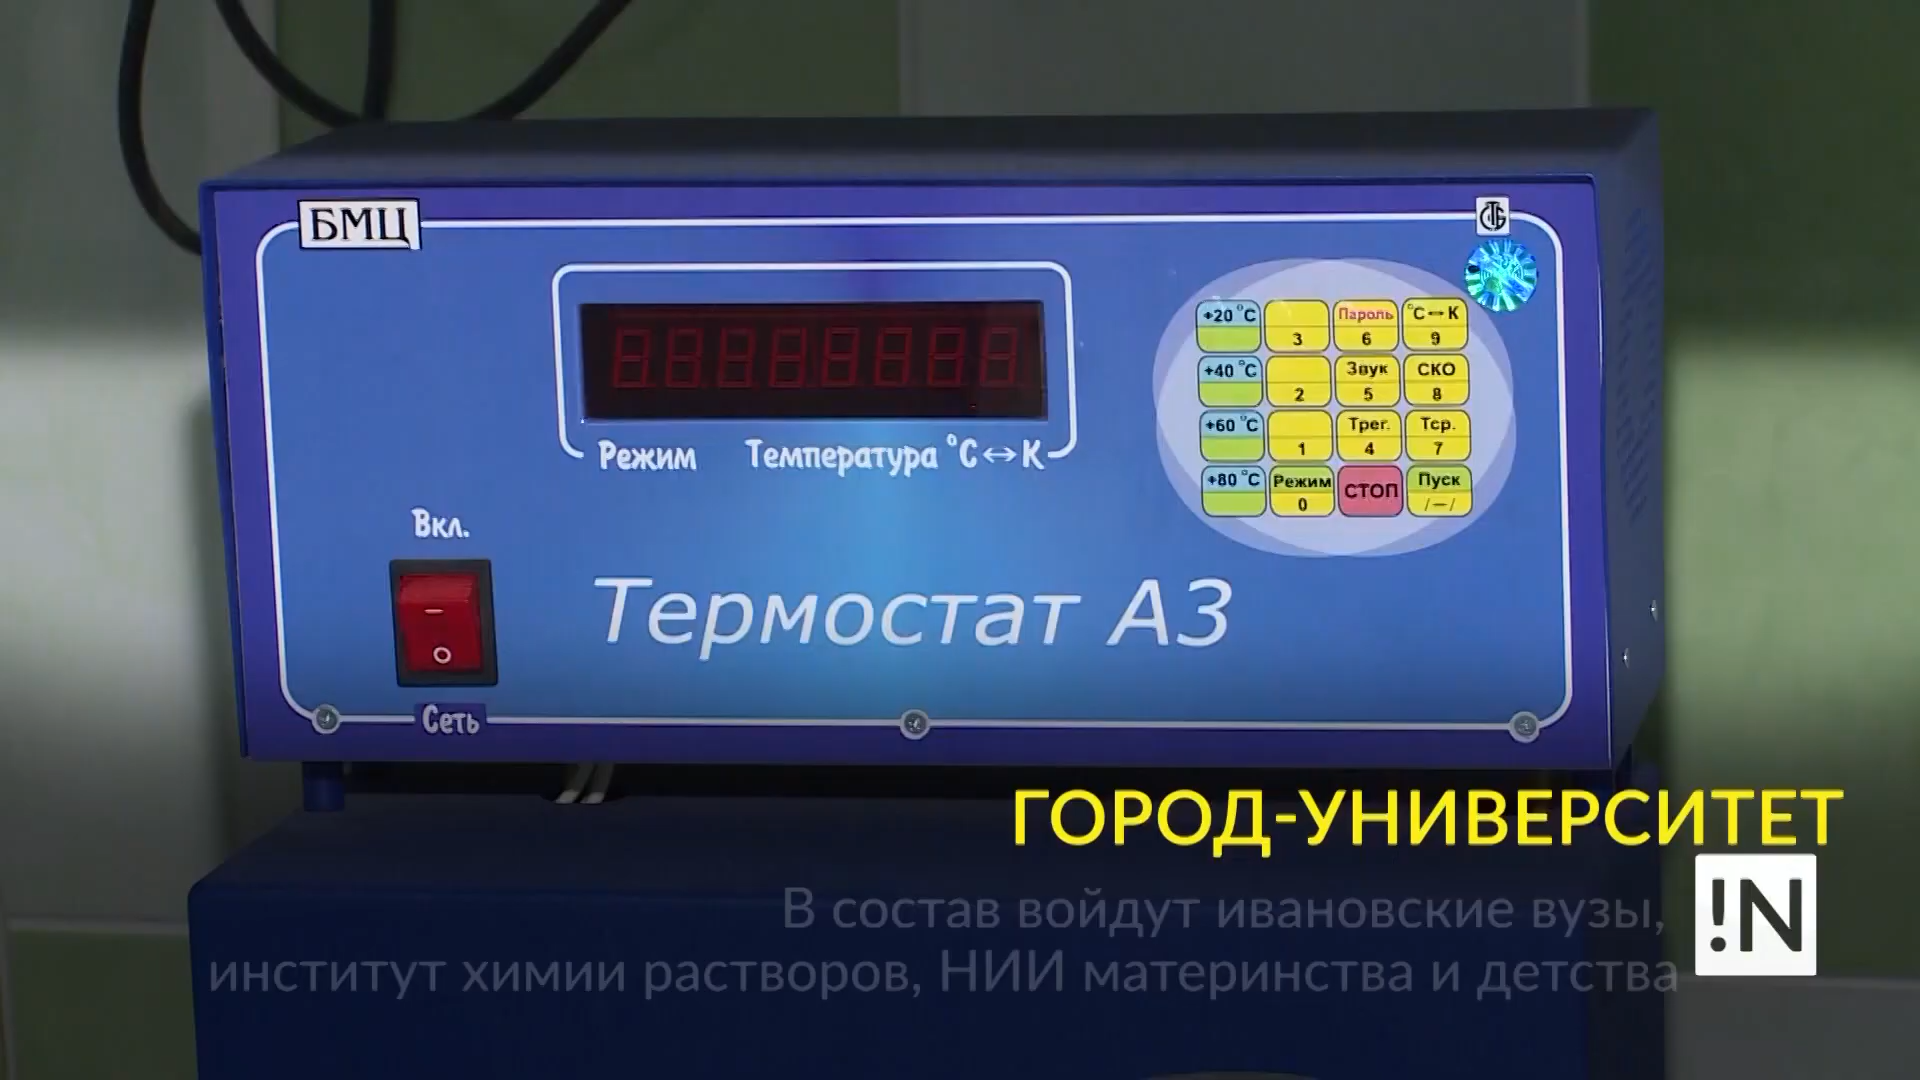 БМЦ
СТБ
+20 °С
3
Пароль
6
°С ↔ К
9
+40 °С
2
Звук
5
СКО
8
+60 °С
1
Трег.
4
Тср.
7
+80 °С
Режим
0
СТОП
Пуск
/—/
Режим Температура °С↔К
Вкл.
Термостат А3
Сеть
ГОРОД-УНИВЕРСИТЕТ
!N
В состав войдут ивановские вузы,
институт химии растворов, НИИ материнства и детства